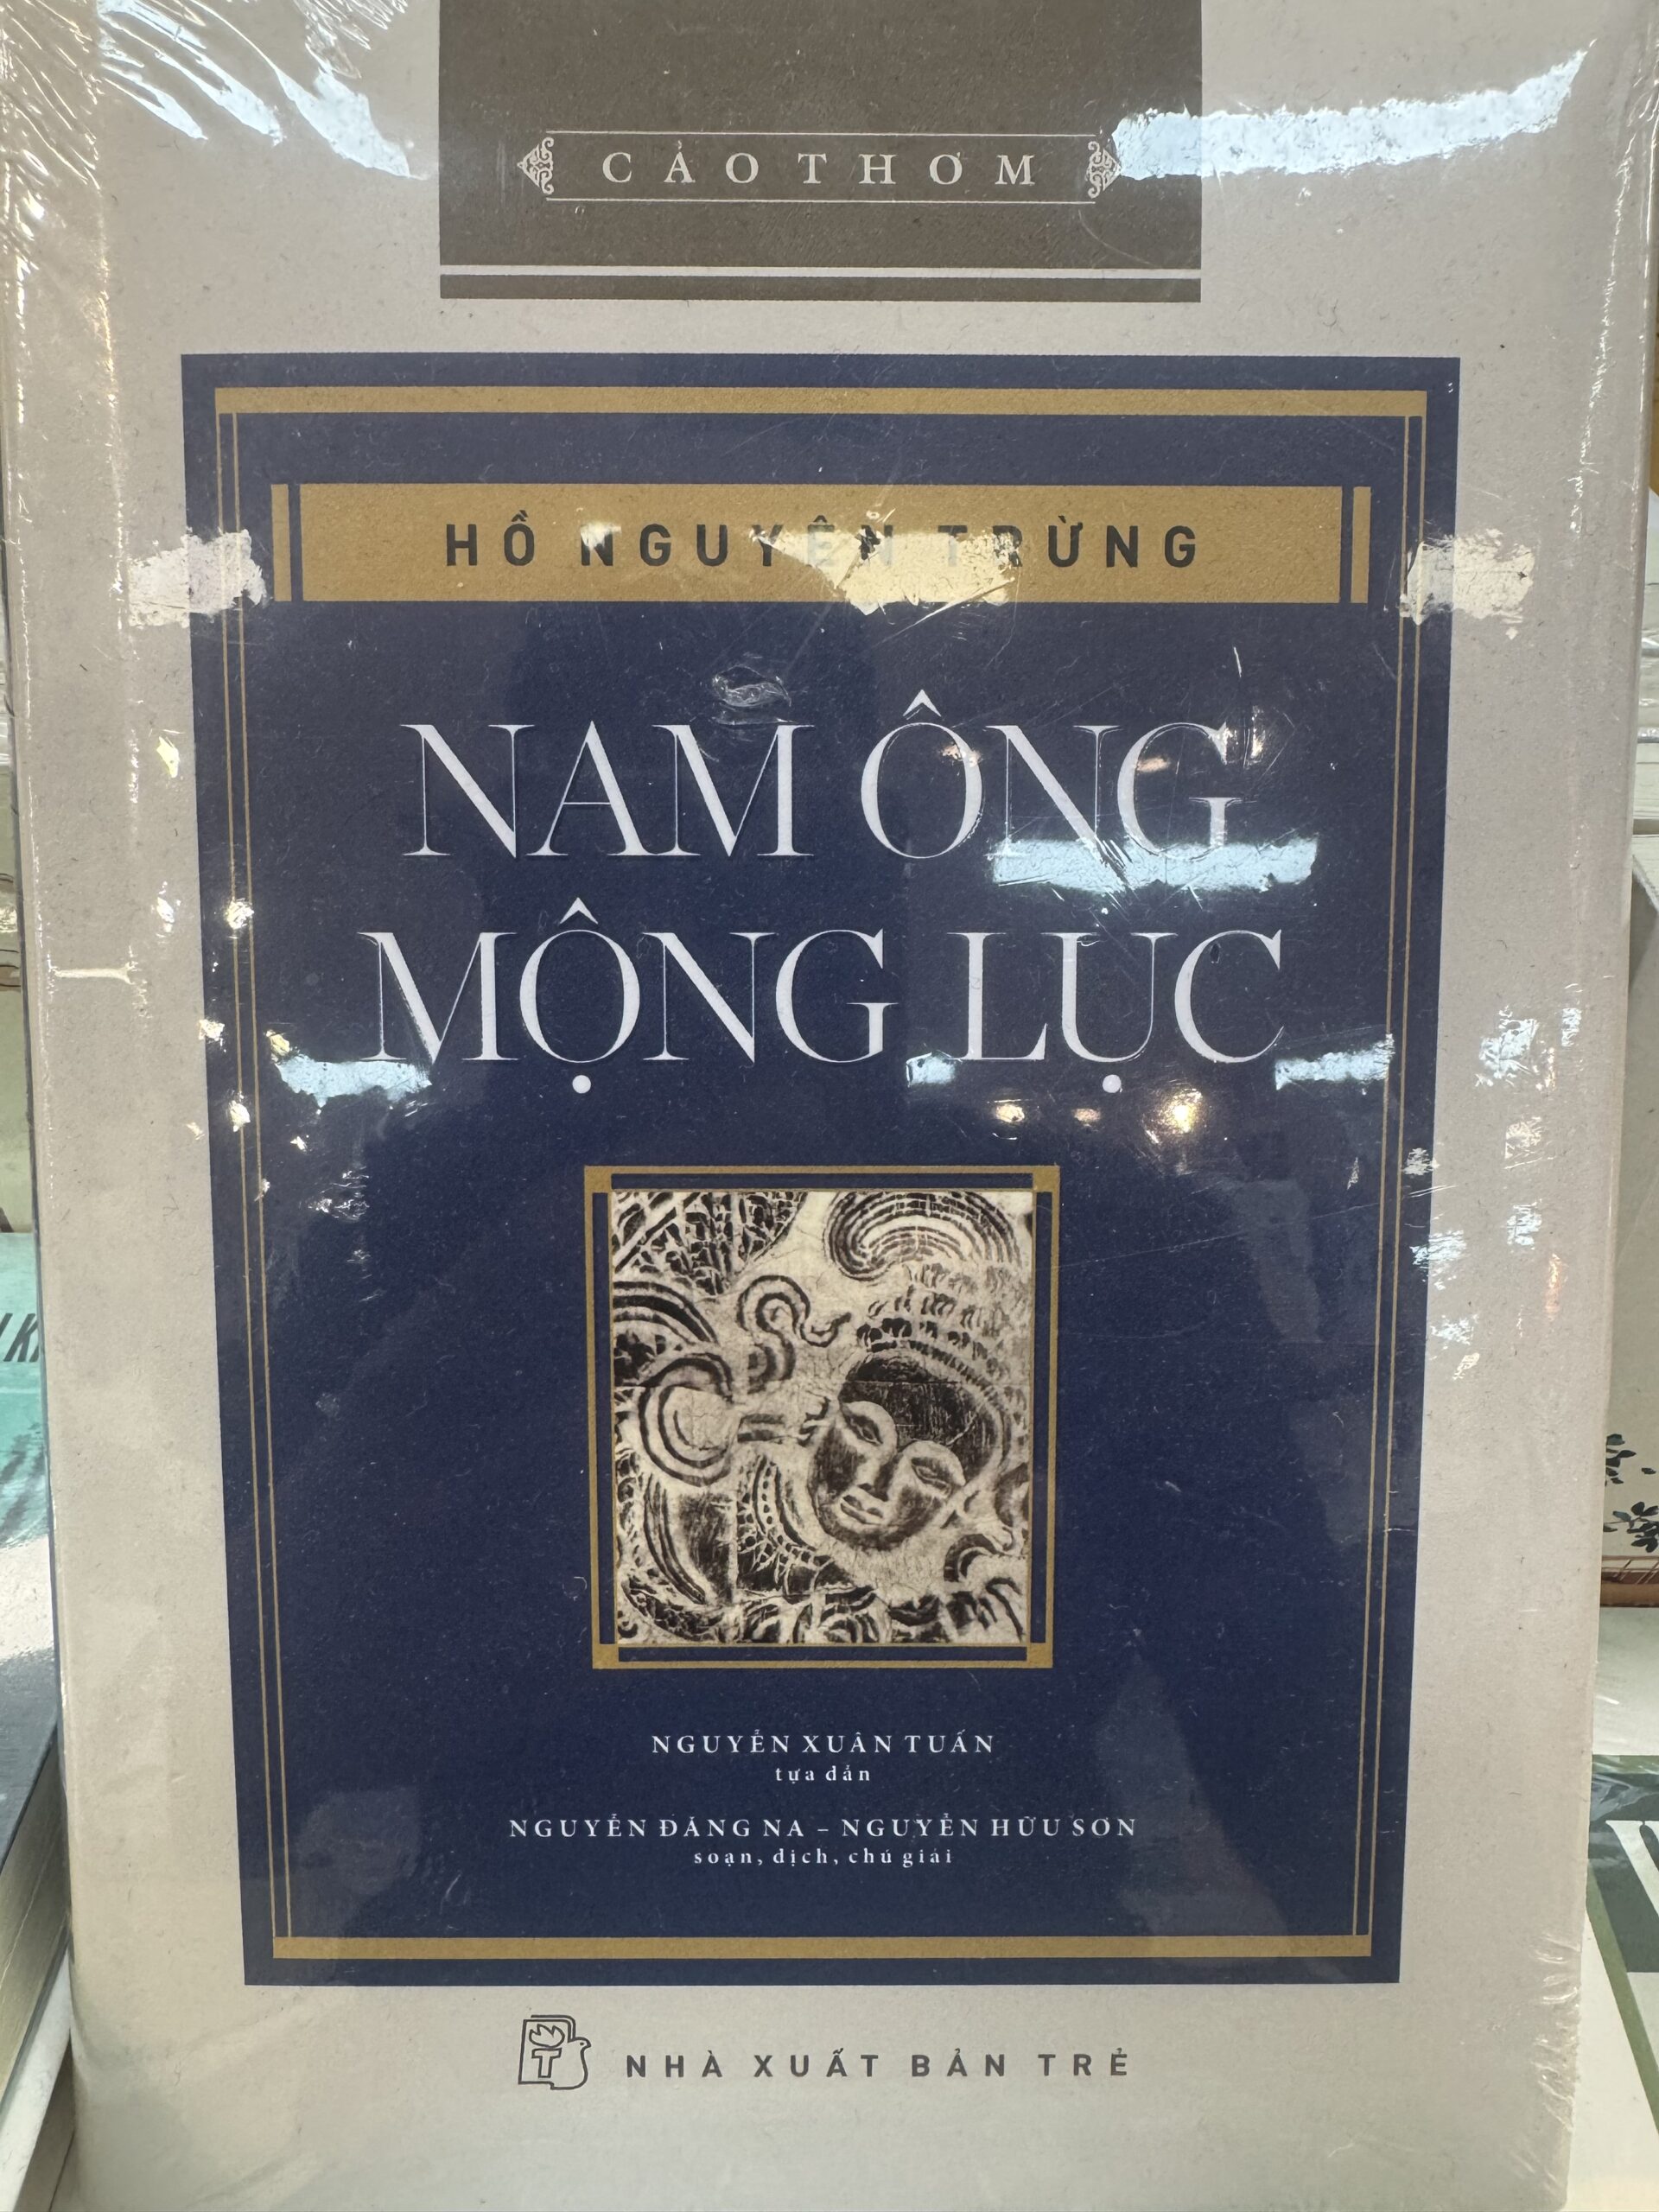 CẢO THƠM
HỒ NGUYÊN TRỪNG
NAM ÔNG
MỘNG LỤC
NGUYỄN XUÂN TUẤN
tựa dẫn
NGUYỄN ĐĂNG NA – NGUYỄN HỮU SƠN
soạn, dịch, chú giải
T
NHÀ XUẤT BẢN TRẺ